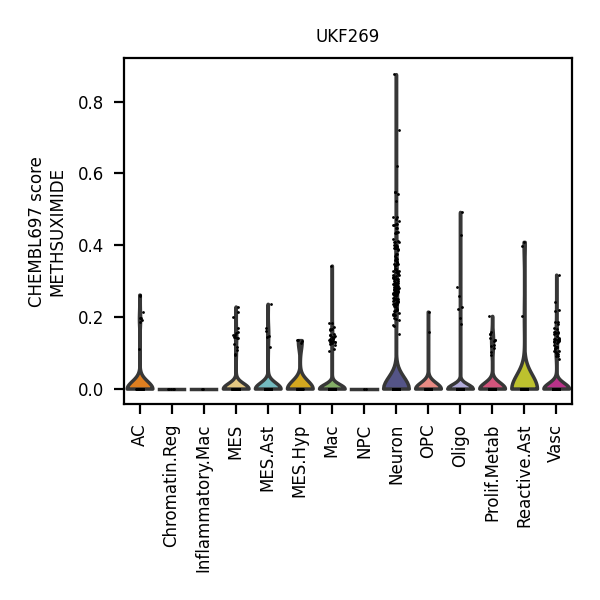 UKF269
CHEMBL697 score
METHSUXIMIDE
0.8
0.6
0.4
0.2
0.0
AC
Chromatin.Reg
Inflammatory.Mac
MES
MES.Ast
MES.Hyp
Mac
NPC
Neuron
OPC
Oligo
Prolif.Metab
Reactive.Ast
Vasc